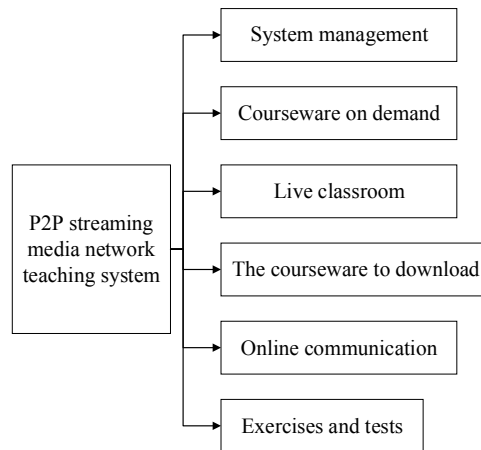 System management
Courseware on demand
Live classroom
P2P streaming
media network
teaching system
The courseware to download
Online communication
Exercises and tests